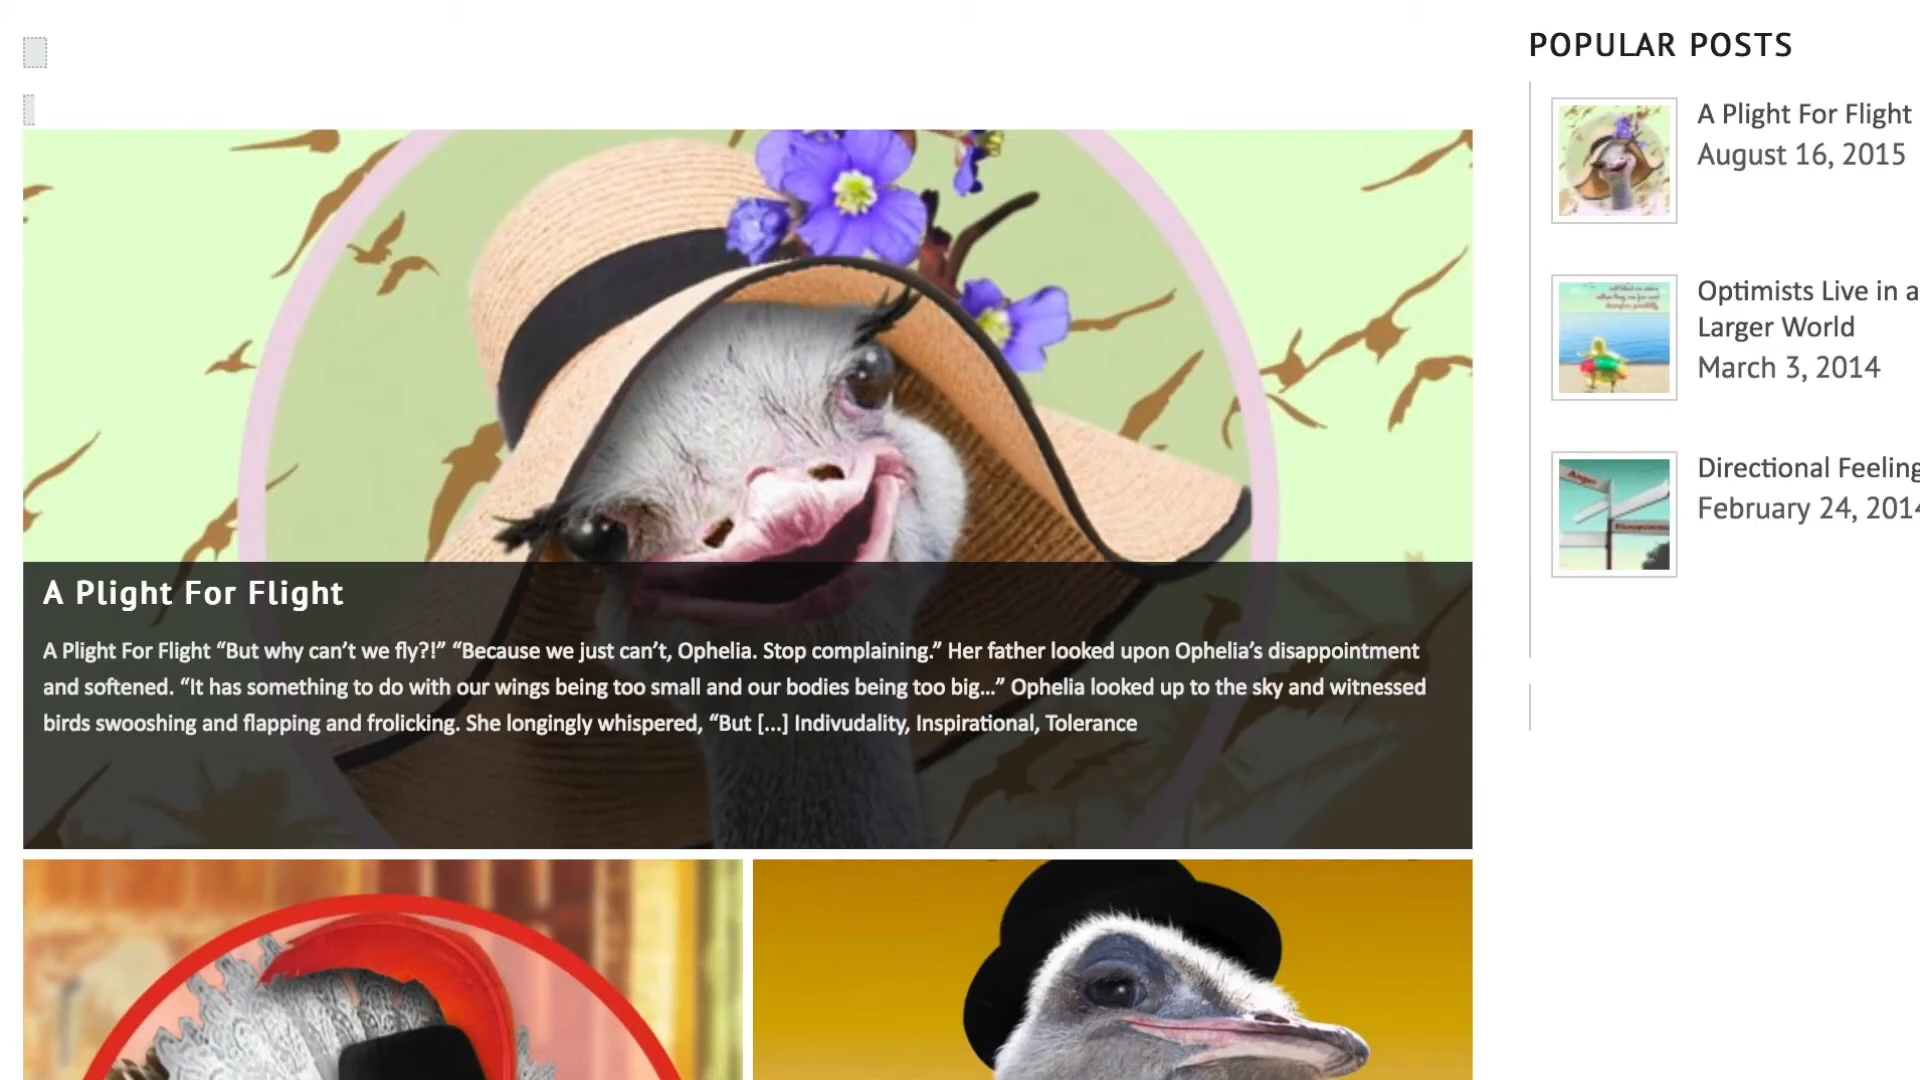 POPULAR POSTS
A Plight For Flight
August 16, 2015
Optimists Live in a
Larger World
March 3, 2014
Directional Feeling
February 24, 2014
A Plight For Flight
A Plight For Flight “But why can’t we fly?!” “Because we just can’t, Ophelia. Stop complaining.” Her father looked upon Ophelia’s disappointment
and softened. “It has something to do with our wings being too small and our bodies being too big...” Ophelia looked up to the sky and witnessed
birds swooshing and flapping and frolicking. She longingly whispered, “But [...] Indivudality, Inspirational, Tolerance